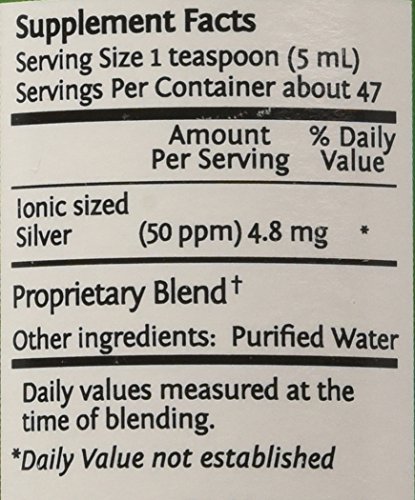 Supplement Facts
Serving Size 1 teaspoon (5 mL)
Servings Per Container about 47
Amount % Daily
Per Serving Value
Ionic sized
Silver (50 ppm) 4.8 mg *
Proprietary Blend†
Other ingredients: Purified Water
Daily values measured at the
time of blending.
*Daily Value not established